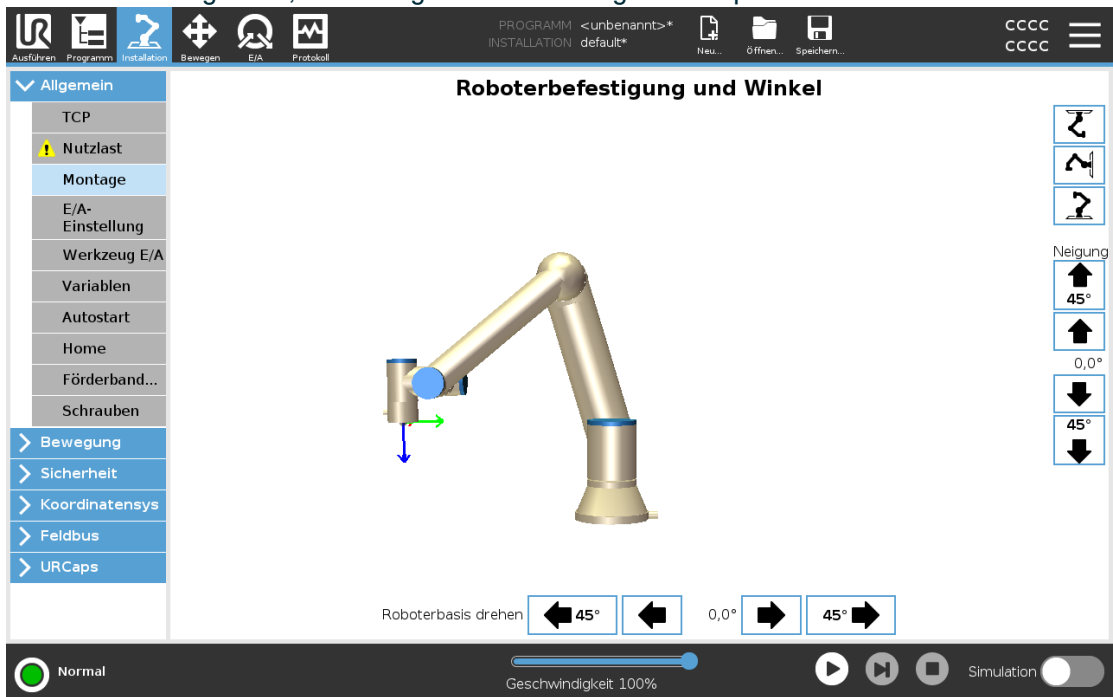 PROGRAMM <unbenannt>*
INSTALLATION default*
CCCC
CCCC
Ausführen Programm Installation Bewegen E/A Protokoll
Neu... Öffnen... Speichern...
Allgemein
TCP
Nutzlast
Montage
E/A-
Einstellung
Werkzeug E/A
Variablen
Autostart
Home
Förderband...
Schrauben
Bewegung
Sicherheit
Koordinatensys
Feldbus
URCaps
Roboterbefestigung und Winkel
Neigung
45°
0,0°
45°
Roboterbasis drehen 45° 0,0° 45°
Normal
Geschwindigkeit 100%
Simulation